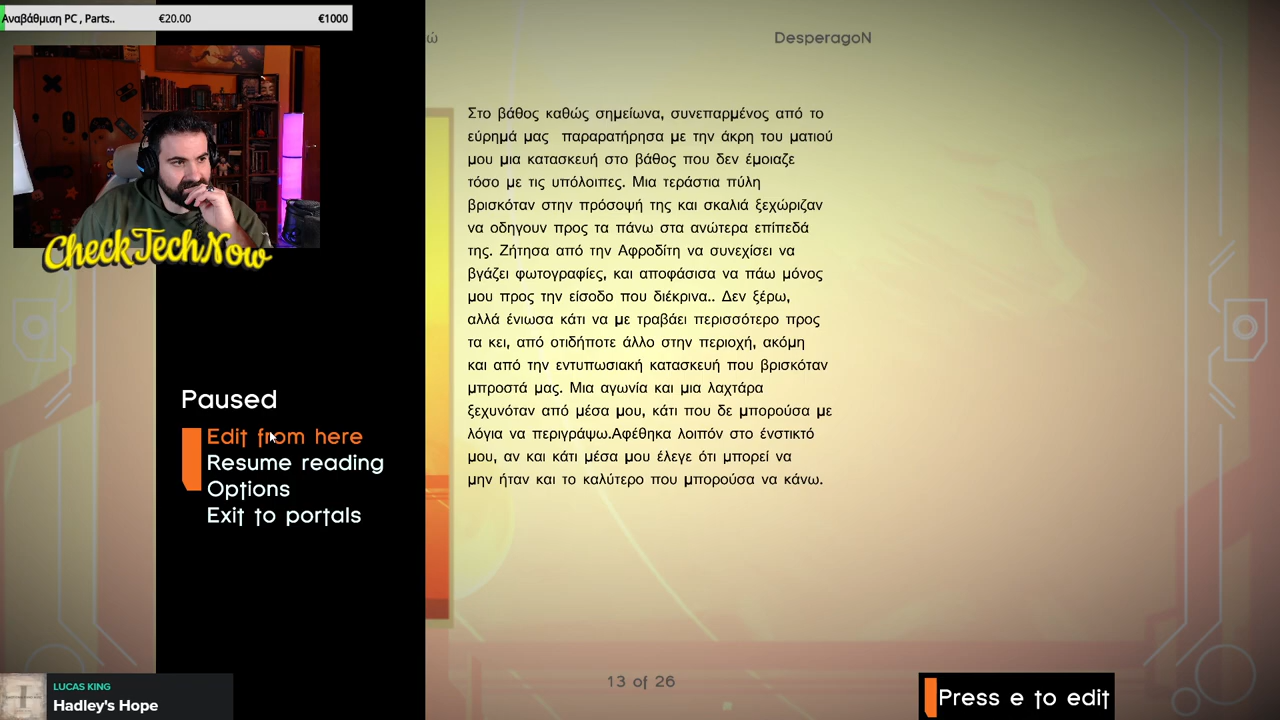 Αναβάθμιση PC , Parts.. €20.00 €1000
ώ
DesperagoN
CheckTechNow
Στο βάθος καθώς σημείωνα, συνεπαρμένος από το
εύρημά μας παραρατήρησα με την άκρη του ματιού
μου μια κατασκευή στο βάθος που δεν έμοιαζε
τόσο με τις υπόλοιπες. Μια τεράστια πύλη
βρισκόταν στην πρόσοψή της και σκαλιά ξεχώριζαν
να οδηγουν προς τα πάνω στα ανώτερα επίπεδά
της. Ζήτησα από την Αφροδίτη να συνεχίσει να
βγάζει φωτογραφίες, και αποφάσισα να πάω μόνος
μου προς την είσοδο που διέκρινα.. Δεν ξέρω,
αλλά ένιωσα κάτι να με τραβάει περισσότερο προς
τα κει, από οτιδήποτε άλλο στην περιοχή, ακόμη
και από την εντυπωσιακή κατασκευή που βρισκόταν
μπροστά μας. Μια αγωνία και μια λαχτάρα
ξεχυνόταν από μέσα μου, κάτι που δε μπορούσα με
λόγια να περιγράψω.Αφέθηκα λοιπόν στο ένστικτό
μου, αν και κάτι μέσα μου έλεγε ότι μπορεί να
μην ήταν και το καλύτερο που μπορούσα να κάνω.
Paused
Edit from here
Resume reading
Options
Exit to portals
13 of 26
Press e to edit
LUCAS KING
Hadley's Hope